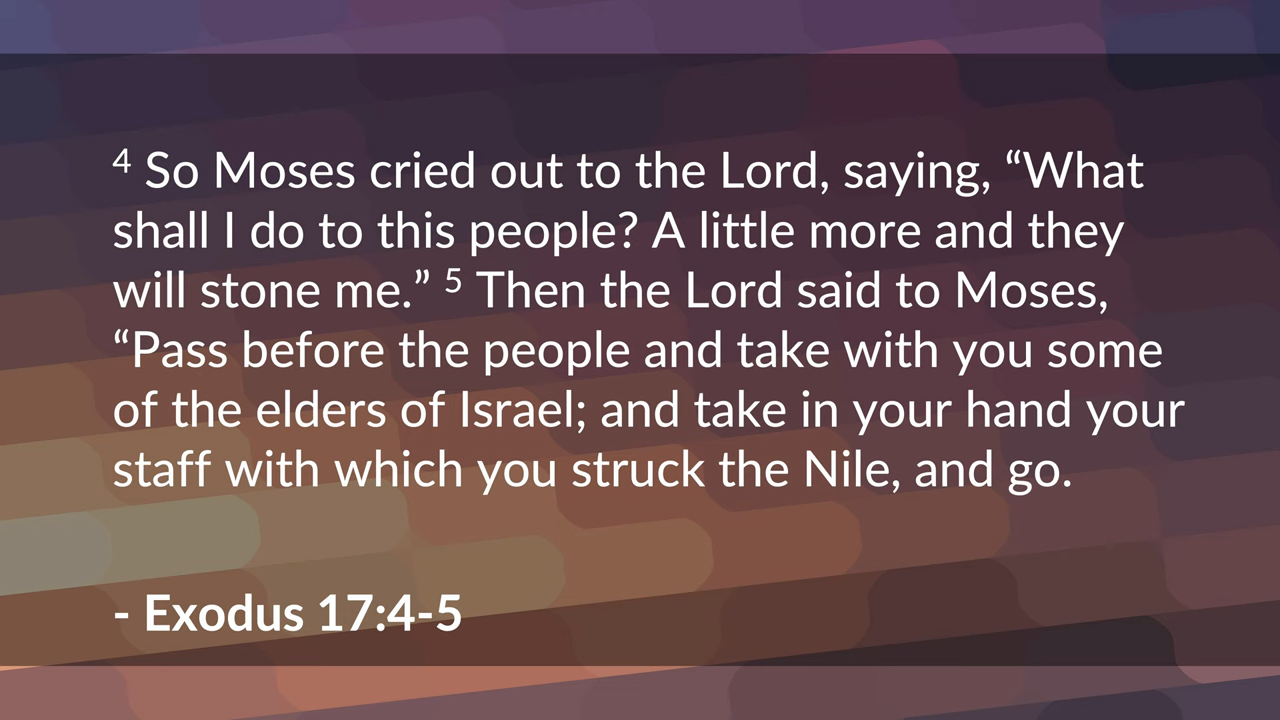 ⁴ So Moses cried out to the Lord, saying, “What
shall I do to this people? A little more and they
will stone me.” ⁵ Then the Lord said to Moses,
“Pass before the people and take with you some
of the elders of Israel; and take in your hand your
staff with which you struck the Nile, and go.
- Exodus 17:4-5